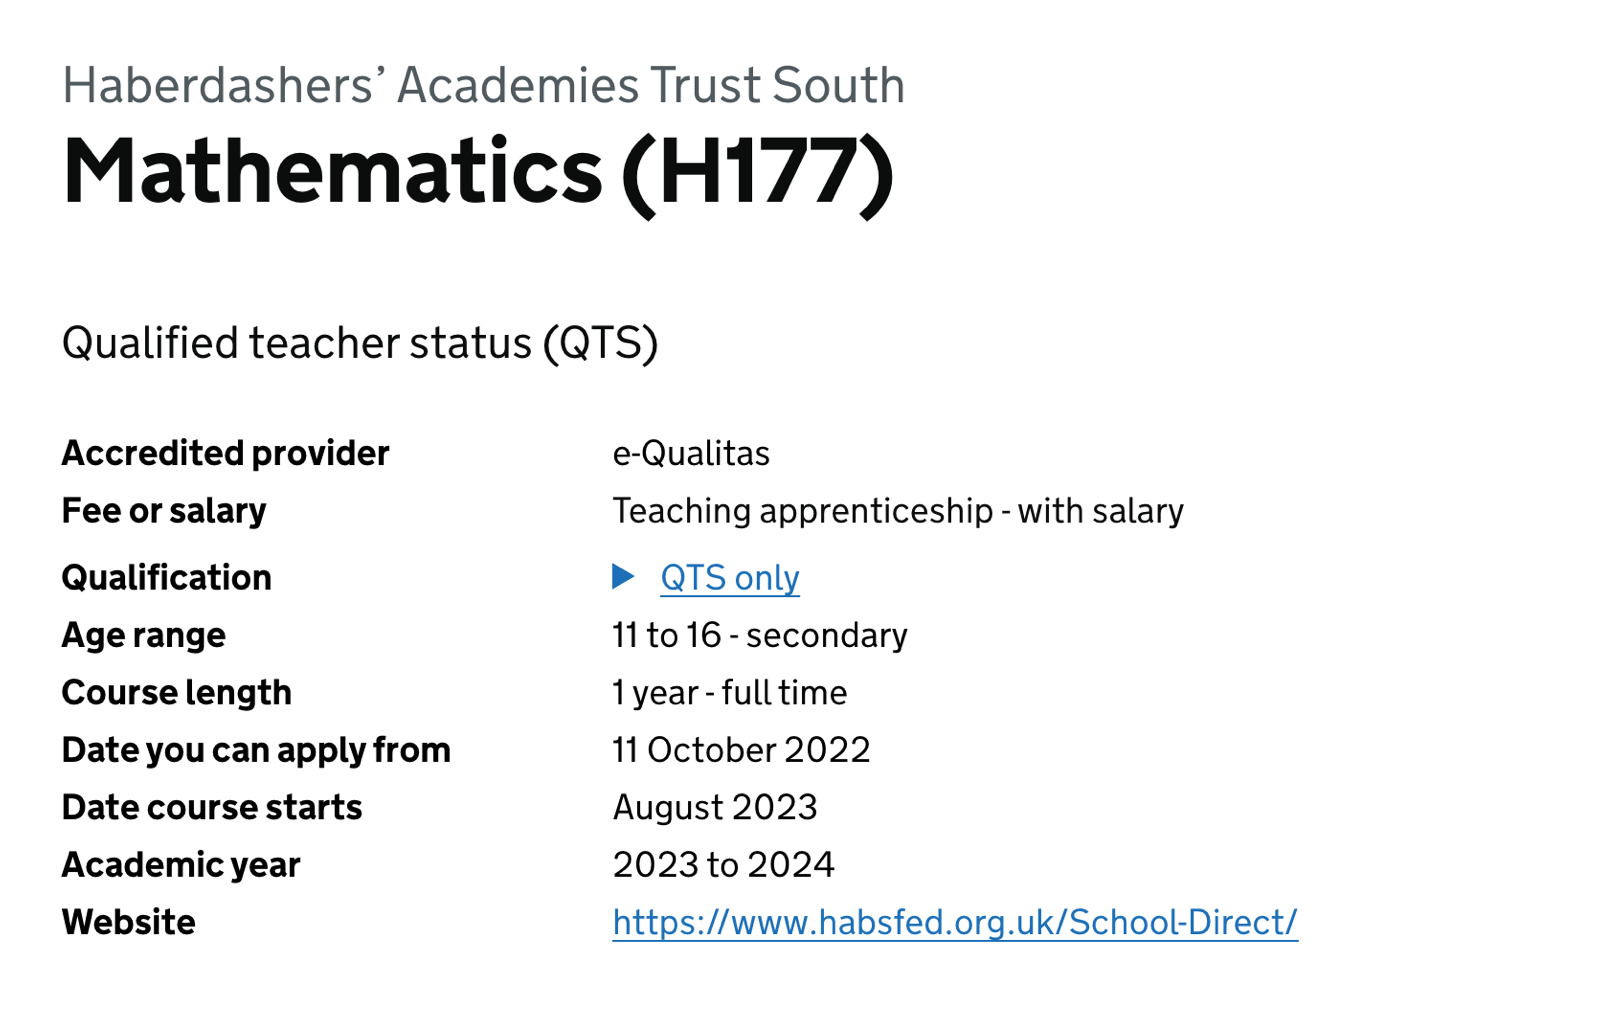 Haberdashers’ Academies Trust South
Mathematics (H177)
Qualified teacher status (QTS)
Accredited provider e-Qualitas
Fee or salary Teaching apprenticeship - with salary
Qualification QTS only
Age range 11 to 16 - secondary
Course length 1 year - full time
Date you can apply from 11 October 2022
Date course starts August 2023
Academic year 2023 to 2024
Website https://www.habsfed.org.uk/School-Direct/